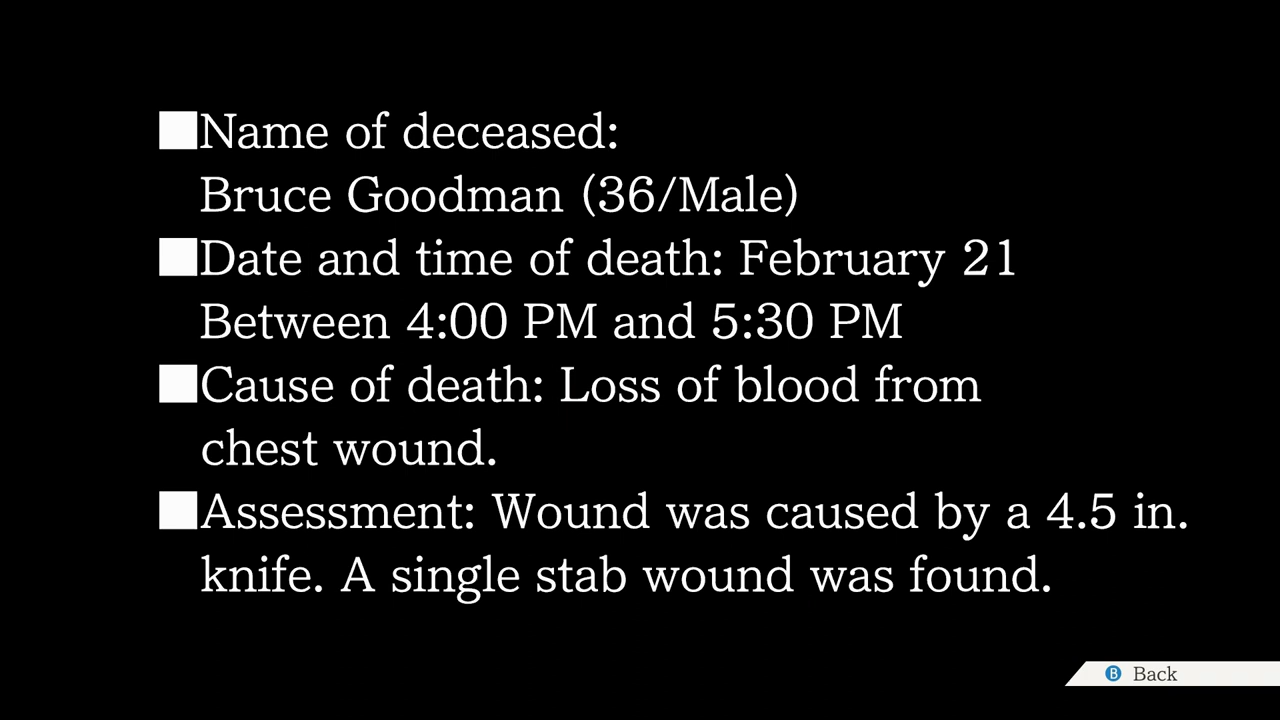 ■Name of deceased:
Bruce Goodman (36/Male)
■Date and time of death: February 21
Between 4:00 PM and 5:30 PM
■Cause of death: Loss of blood from
chest wound.
■Assessment: Wound was caused by a 4.5 in.
knife. A single stab wound was found.
B Back